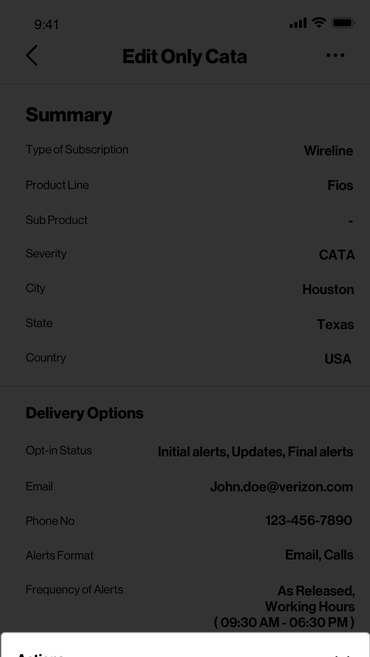 9:41
Edit Only Cata
Summary
Type of Subscription Wireline
Product Line Fios
Sub Product -
Severity CATA
City Houston
State Texas
Country USA
Delivery Options
Opt-in Status Initial alerts, Updates, Final alerts
Email John.doe@verizon.com
Phone No 123-456-7890
Alerts Format Email, Calls
Frequency of Alerts As Released,
Working Hours
( 09:30 AM - 06:30 PM )